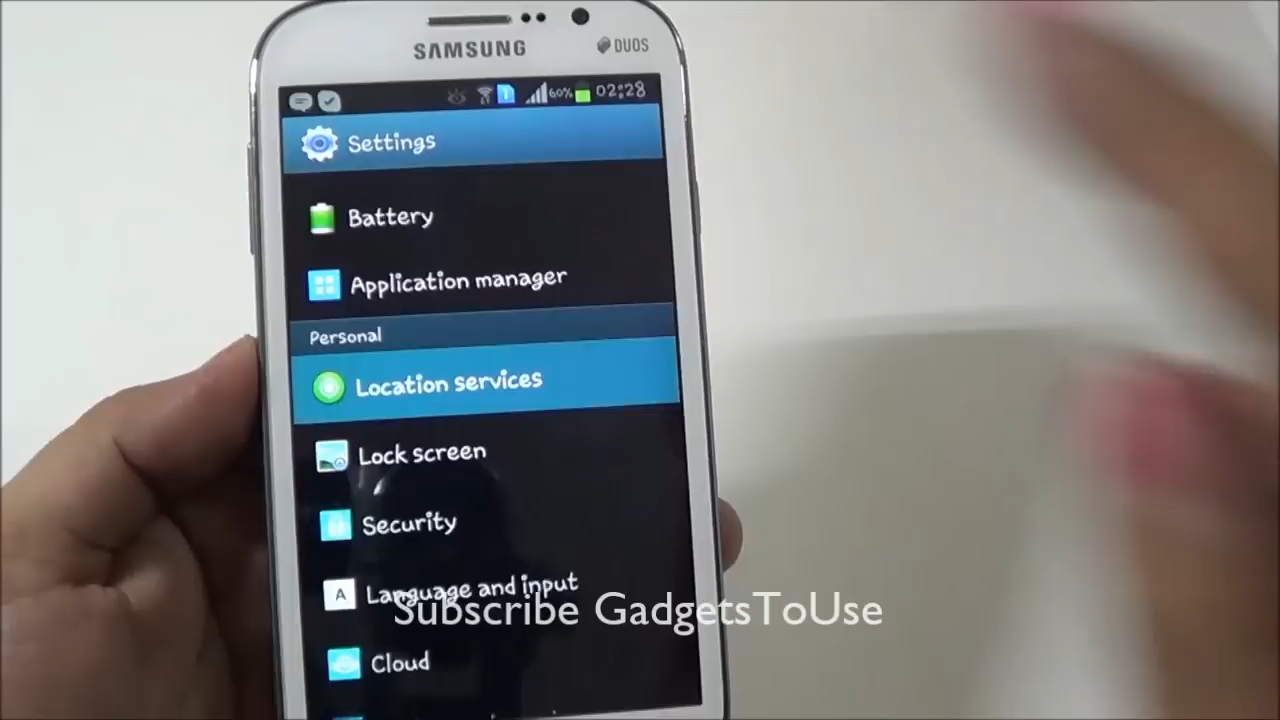 SAMSUNG
DUOS
1 60% 02:28
Settings
Battery
Application manager
Personal
Location services
Lock screen
Security
A Language and input
Subscribe GadgetsToUse
Cloud